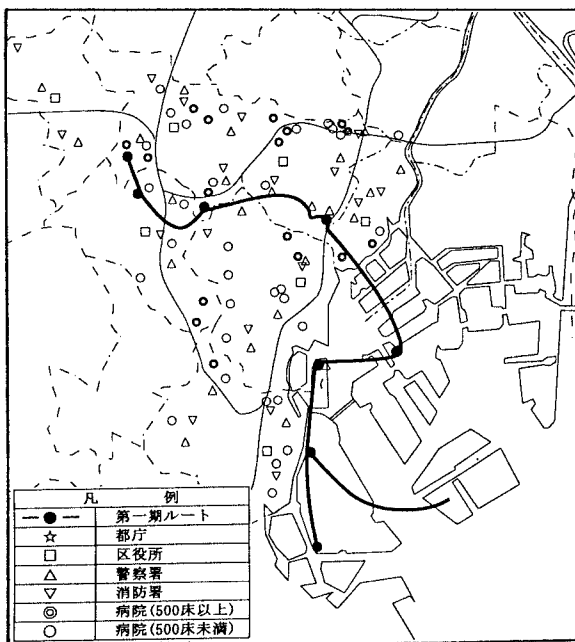 凡例
第一期ルート
都庁
区役所
警察署
消防署
病院(500床以上)
病院(500床未満)